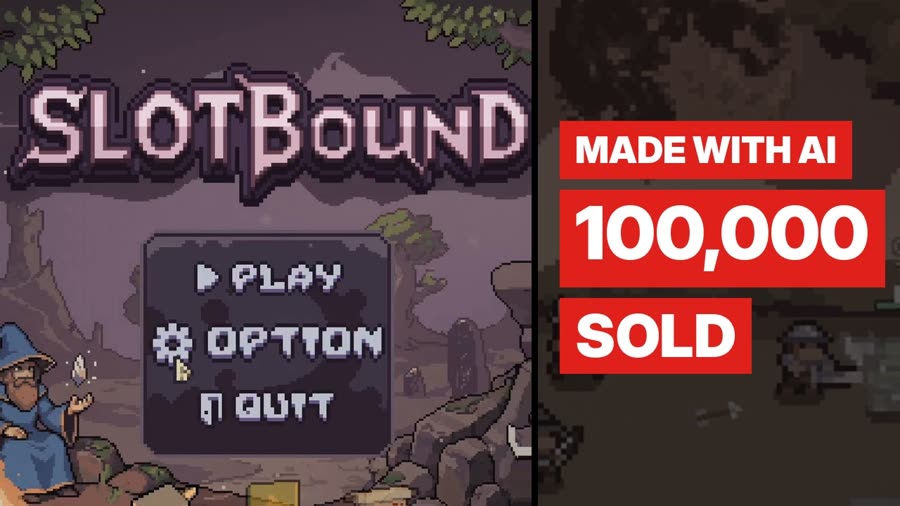 SLOTBOUND
PLAY
OPTION
QUIT
MADE WITH AI
100,000
SOLD